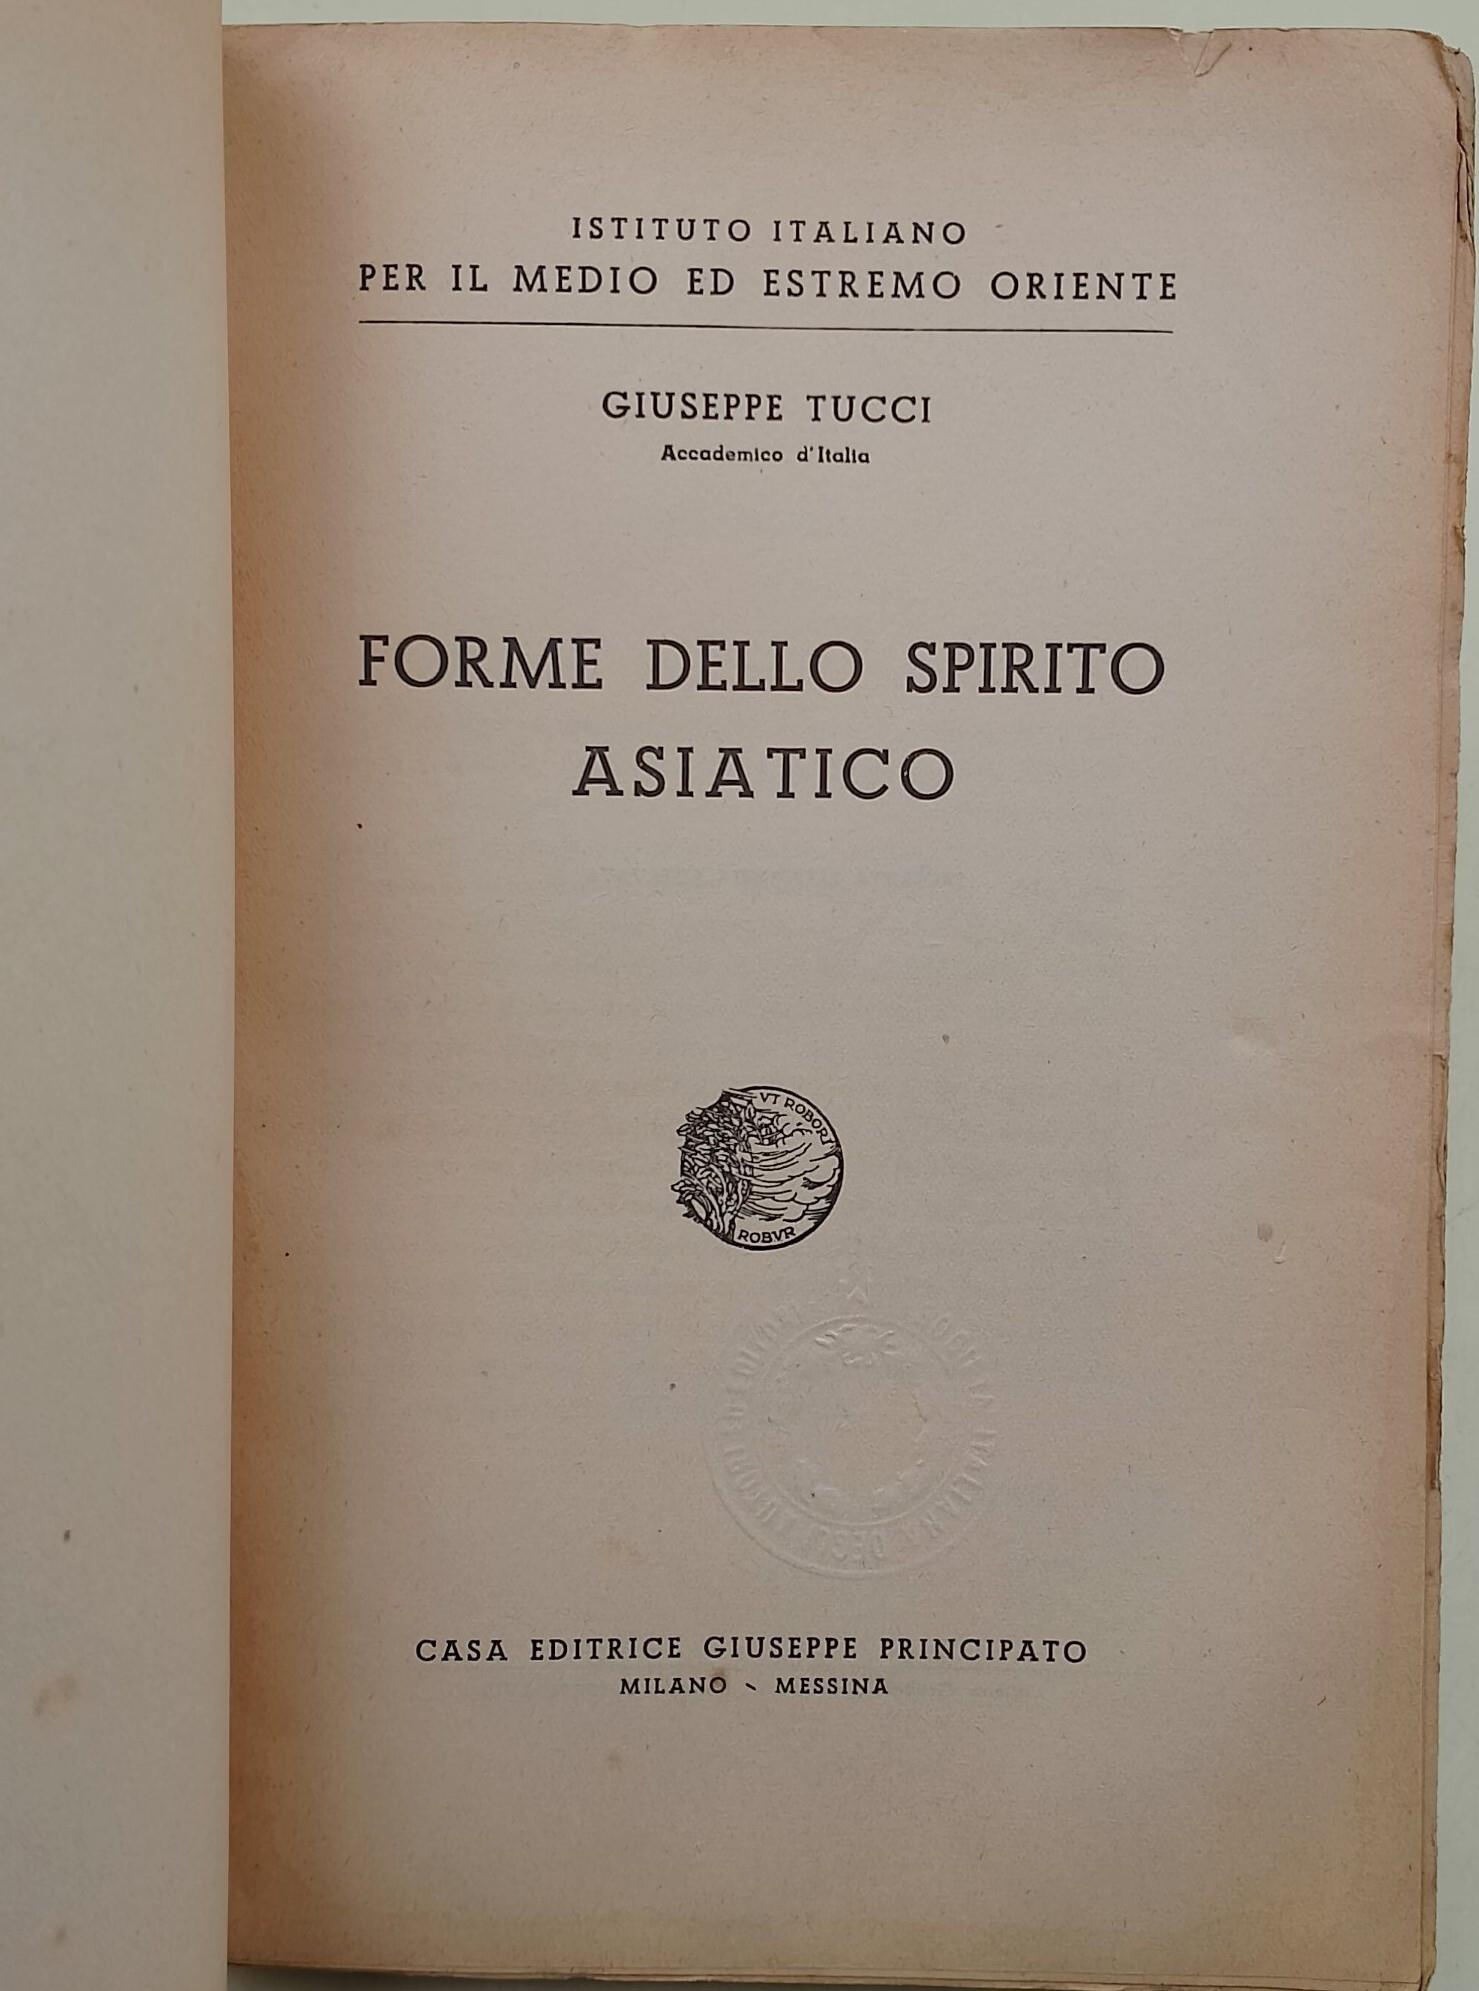 ISTITUTO ITALIANO
PER IL MEDIO ED ESTREMO ORIENTE
GIUSEPPE TUCCI
Accademico d'Italia
FORME DELLO SPIRITO
ASIATICO
VT ROBORI
ROBVR
CASA EDITRICE GIUSEPPE PRINCIPATO
MILANO - MESSINA